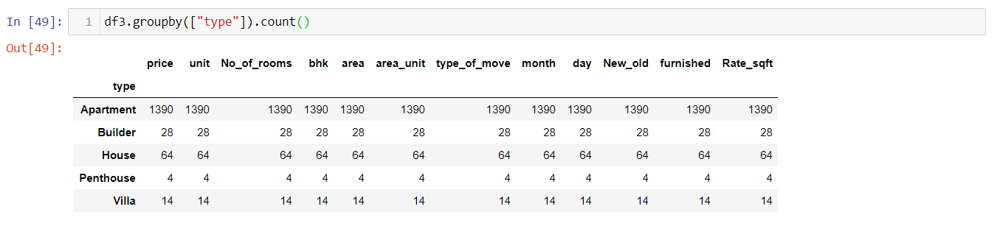 In [49]: 1 df3.groupby(["type"]).count()
Out[49]:
price unit No_of_rooms bhk area area_unit type_of_move month day New_old furnished Rate_sqft
type
Apartment 1390 1390 1390 1390 1390 1390 1390 1390 1390 1390 1390 1390
Builder 28 28 28 28 28 28 28 28 28 28 28 28
House 64 64 64 64 64 64 64 64 64 64 64 64
Penthouse 4 4 4 4 4 4 4 4 4 4 4 4
Villa 14 14 14 14 14 14 14 14 14 14 14 14